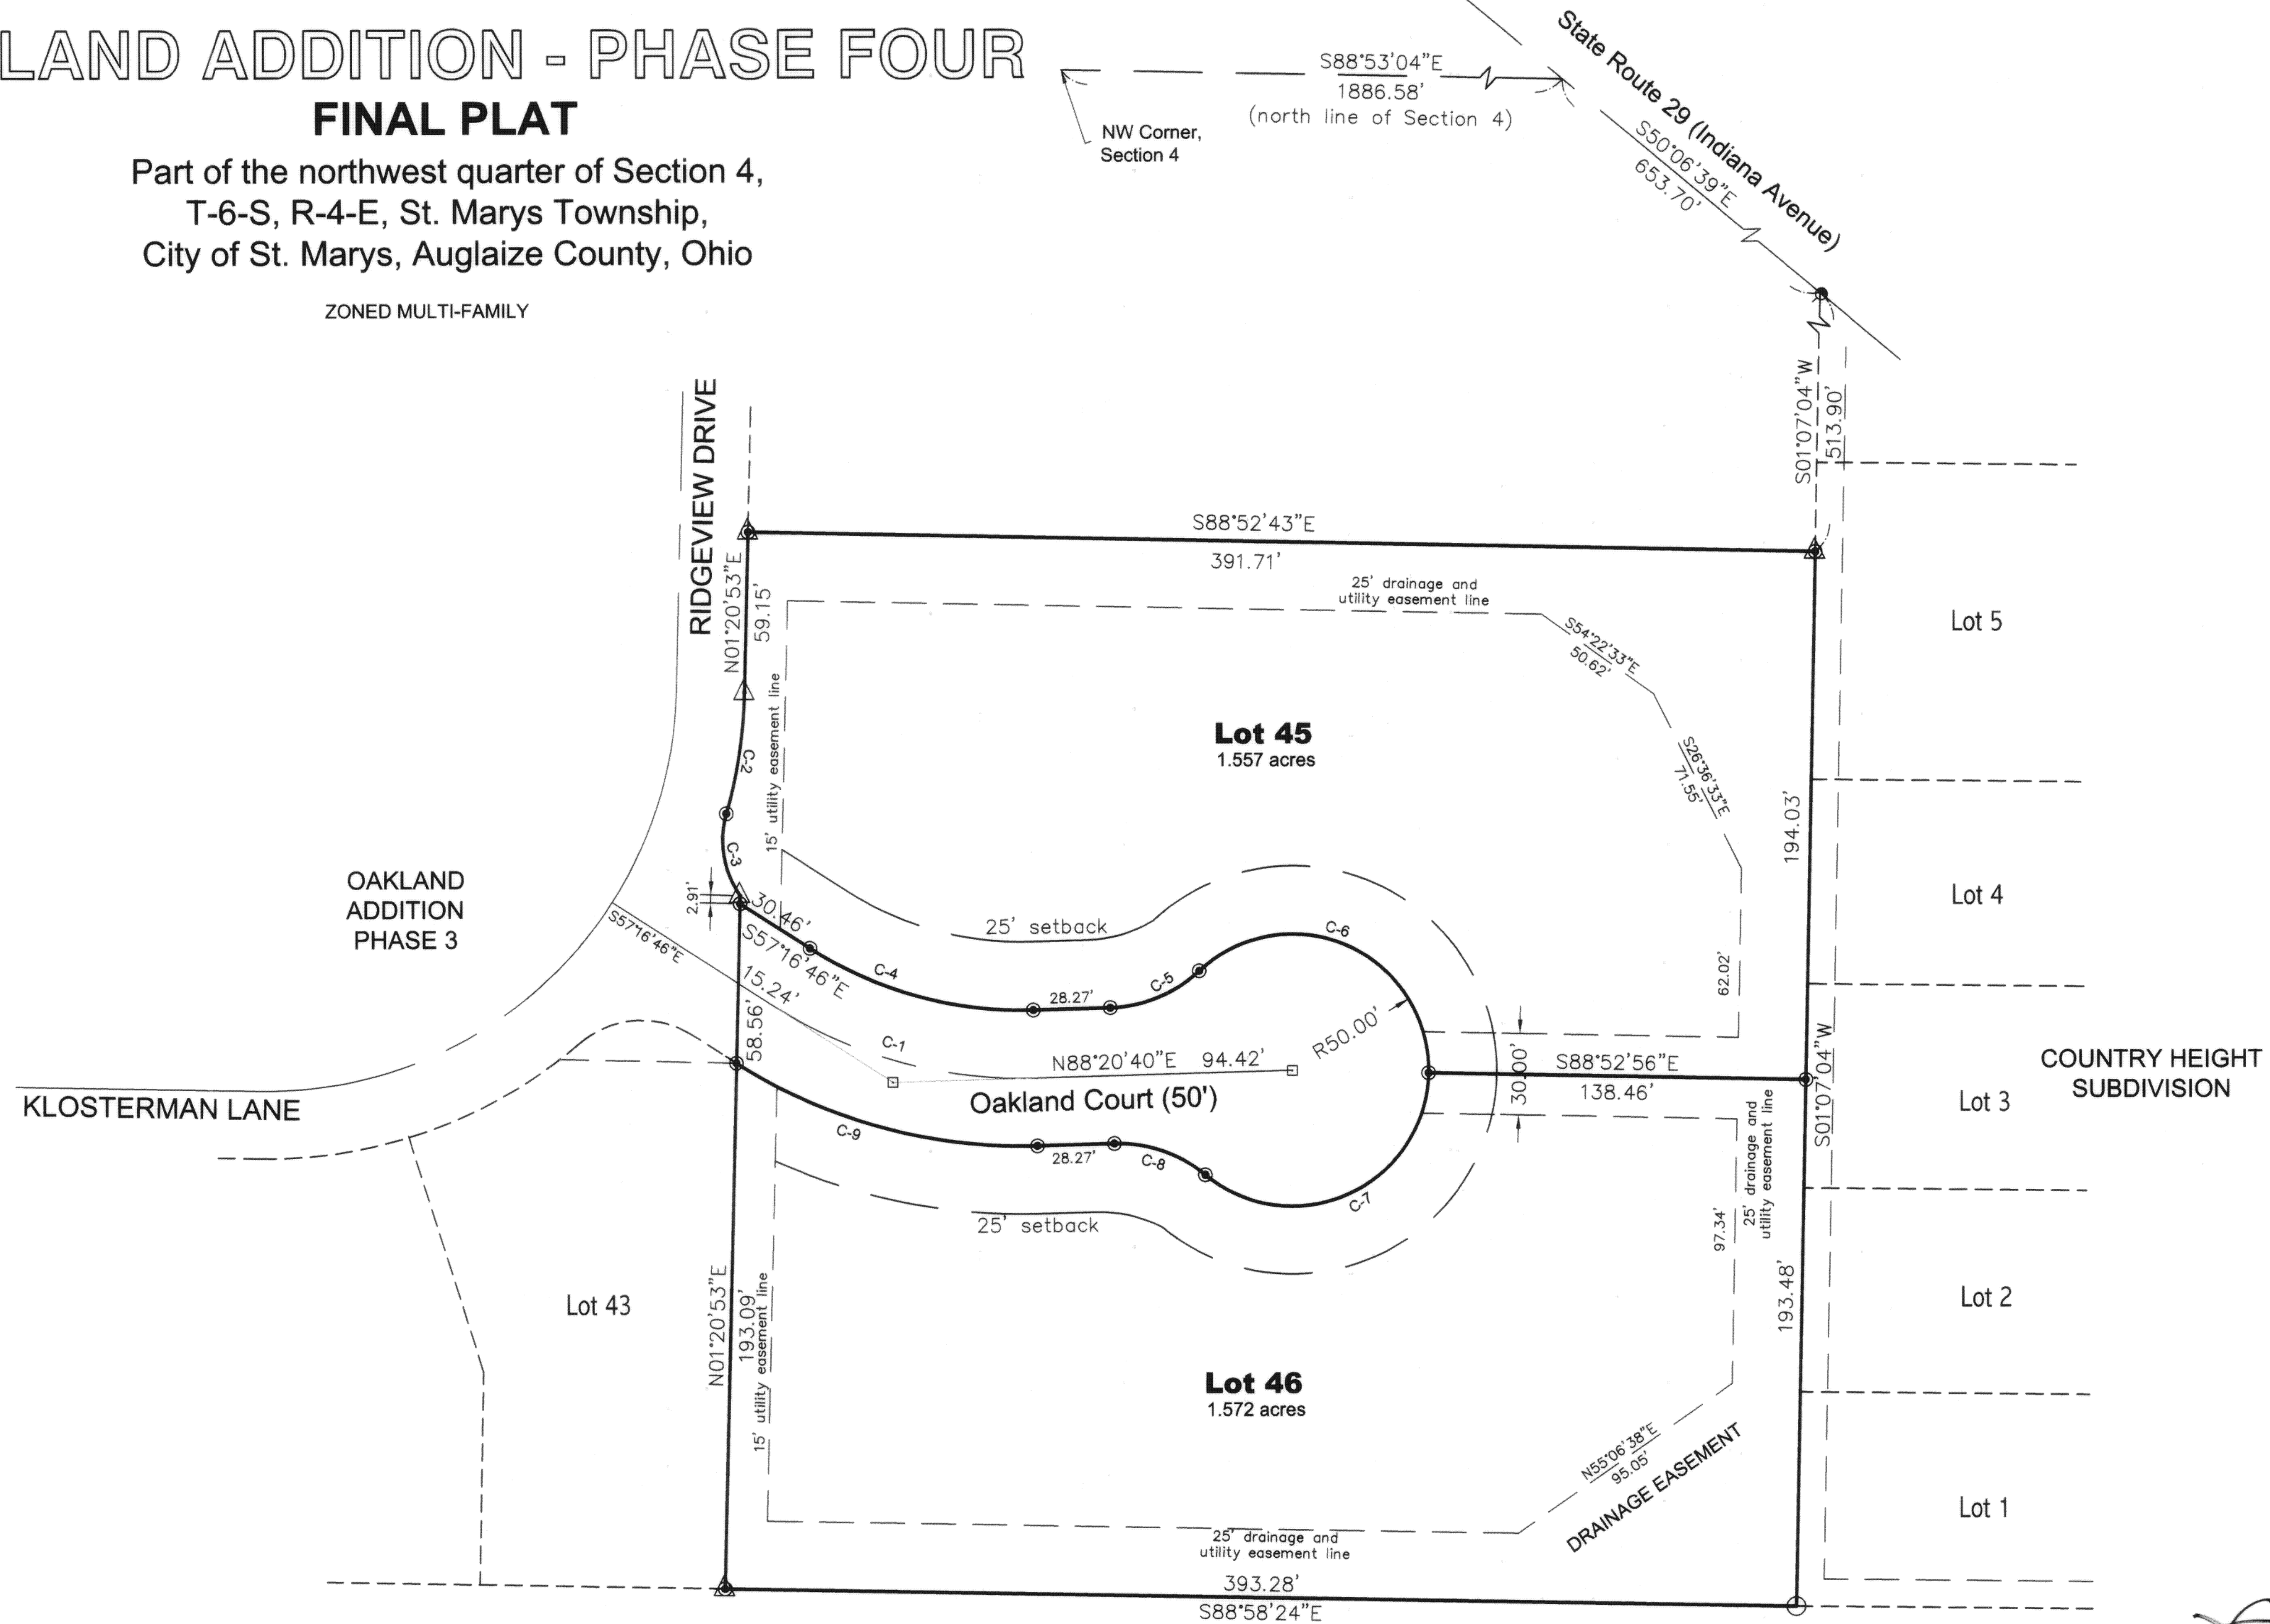 LAND ADDITION - PHASE FOUR
FINAL PLAT
Part of the northwest quarter of Section 4,
T-6-S, R-4-E, St. Marys Township,
City of St. Marys, Auglaize County, Ohio
ZONED MULTI-FAMILY
S88°53'04"E
1886.58'
(north line of Section 4)
NW Corner,
Section 4
State Route 29 (Indiana Avenue)
S50°06'39"E
653.70'
S01°07'04"W
513.90'
RIDGEVIEW DRIVE
N01°20'53"E
59.15'
S88°52'43"E
391.71'
25' drainage and
utility easement line
S54°22'33"E
50.62'
S26°36'33"E
71.55'
62.02'
194.03'
15' utility easement line
Lot 45
1.557 acres
C-2
C-3
2.91'
30.46'
S57°16'46"E
S57°16'46"E
15.24'
58.56'
C-4
28.27'
C-5
C-6
25' setback
C-1
N88°20'40"E 94.42'
R50.00'
Oakland Court (50')
30.00'
S88°52'56"E
138.46'
S01°07'04"W
C-9
28.27'
C-8
C-7
25' setback
OAKLAND
ADDITION
PHASE 3
KLOSTERMAN LANE
Lot 43
N01°20'53"E
193.09'
15' utility easement line
Lot 46
1.572 acres
97.34'
25' drainage and
utility easement line
193.48'
N55°06'38"E
95.05'
DRAINAGE EASEMENT
25' drainage and
utility easement line
393.28'
S88°58'24"E
Lot 5
Lot 4
Lot 3
COUNTRY HEIGHT
SUBDIVISION
Lot 2
Lot 1